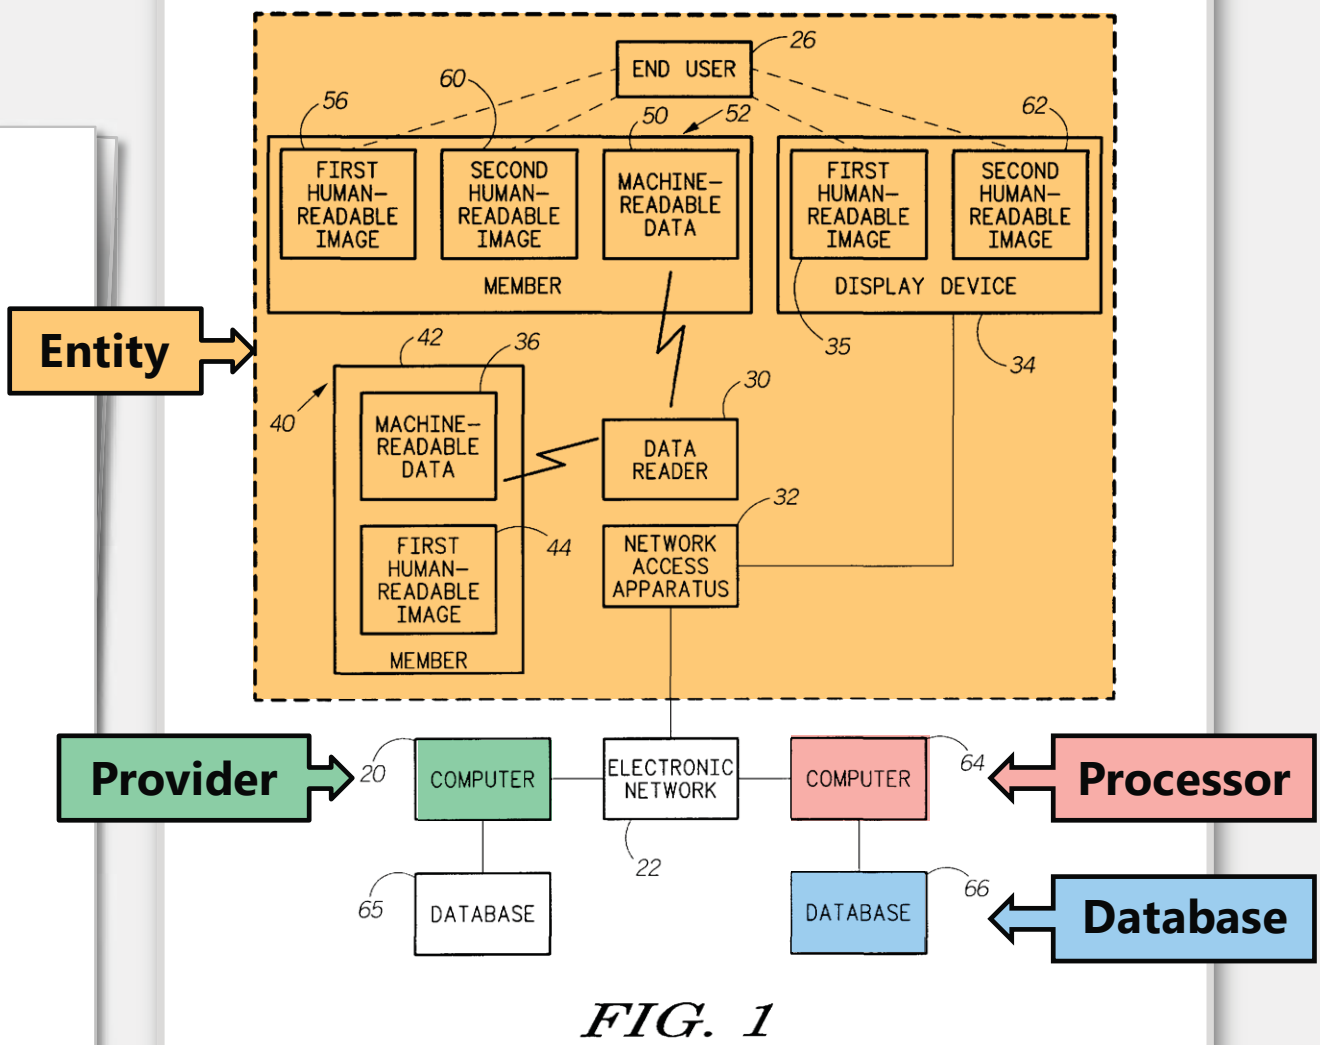 26
END USER
60
56
50
52
62
FIRST
HUMAN-
READABLE
IMAGE
SECOND
HUMAN-
READABLE
IMAGE
MACHINE-
READABLE
DATA
MEMBER
FIRST
HUMAN-
READABLE
IMAGE
SECOND
HUMAN-
READABLE
IMAGE
DISPLAY DEVICE
35
34
Entity
42
36
40
MACHINE-
READABLE
DATA
FIRST
HUMAN-
READABLE
IMAGE
44
MEMBER
30
DATA
READER
32
NETWORK
ACCESS
APPARATUS
Provider
20
COMPUTER
ELECTRONIC
NETWORK
22
COMPUTER
64
Processor
65
DATABASE
DATABASE
66
Database
FIG. 1